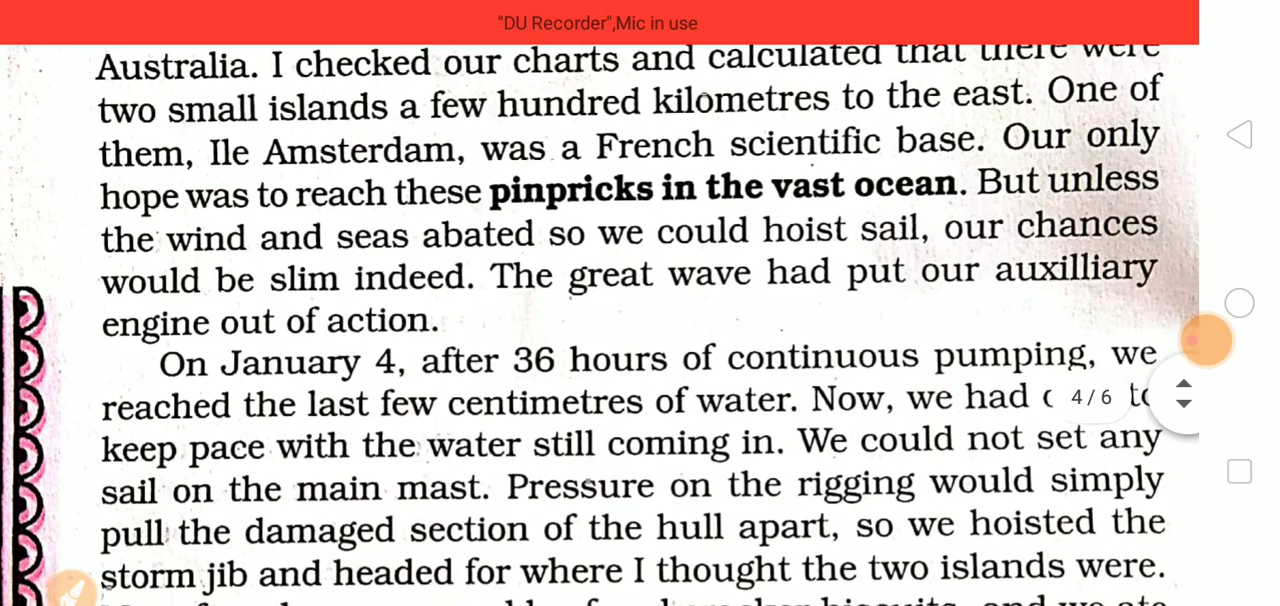 "DU Recorder",Mic in use
Australia. I checked our charts and calculated that there were
two small islands a few hundred kilometres to the east. One of
them, Ile Amsterdam, was a French scientific base. Our only
hope was to reach these pinpricks in the vast ocean. But unless
the wind and seas abated so we could hoist sail, our chances
would be slim indeed. The great wave had put our auxilliary
engine out of action.
On January 4, after 36 hours of continuous pumping, we
reached the last few centimetres of water. Now, we had
4/6
keep pace with the water still coming in. We could not set any
sail on the main mast. Pressure on the rigging would simply
pull the damaged section of the hull apart, so we hoisted the
storm jib and headed for where I thought the two islands were.